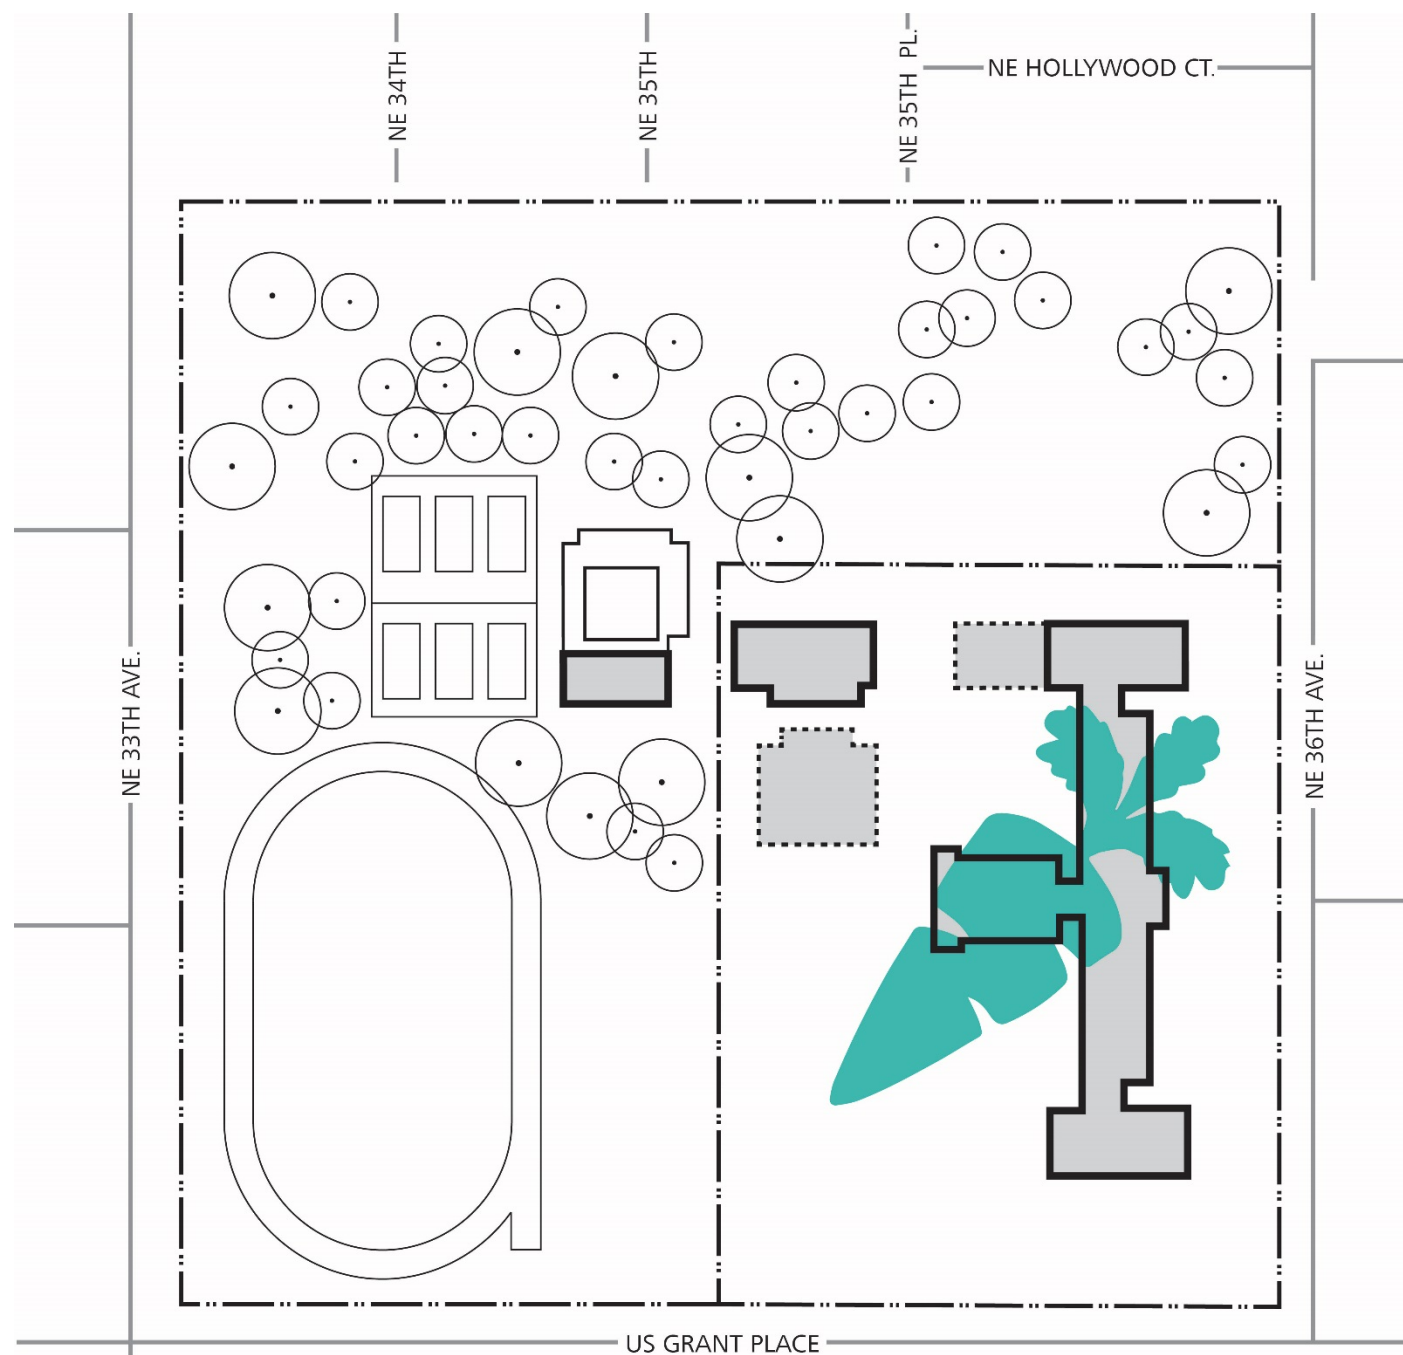 NE 34TH
NE 35TH
NE 35TH PL.
NE HOLLYWOOD CT.
NE 33TH AVE.
NE 36TH AVE.
US GRANT PLACE